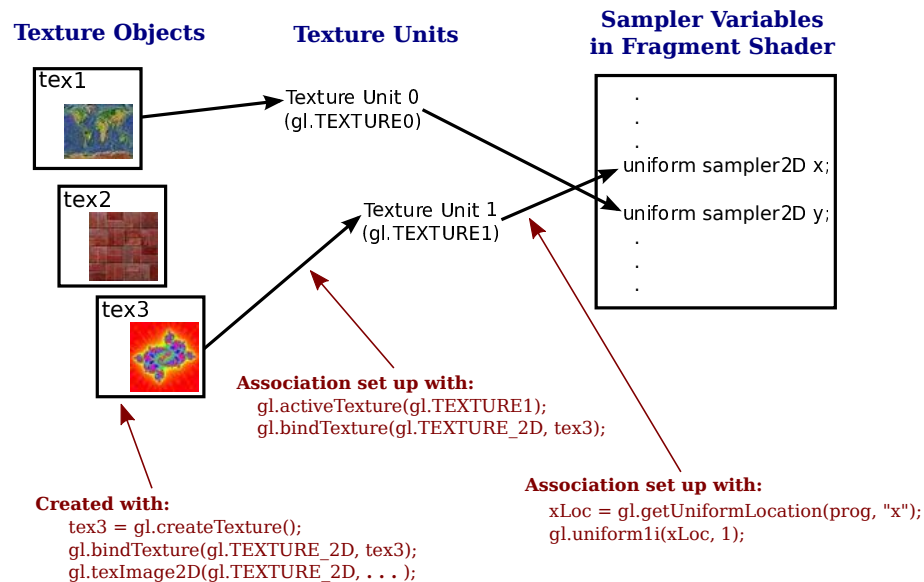 Texture Objects
Texture Units
Sampler Variables
in Fragment Shader
tex1
Texture Unit 0
(gl.TEXTURE0)
.
.
.
uniform sampler2D x;
tex2
Texture Unit 1
(gl.TEXTURE1)
uniform sampler2D y;
.
.
.
tex3
Association set up with:
gl.activeTexture(gl.TEXTURE1);
gl.bindTexture(gl.TEXTURE_2D, tex3);
Created with:
tex3 = gl.createTexture();
gl.bindTexture(gl.TEXTURE_2D, tex3);
gl.texImage2D(gl.TEXTURE_2D, . . . );
Association set up with:
xLoc = gl.getUniformLocation(prog, "x");
gl.uniform1i(xLoc, 1);